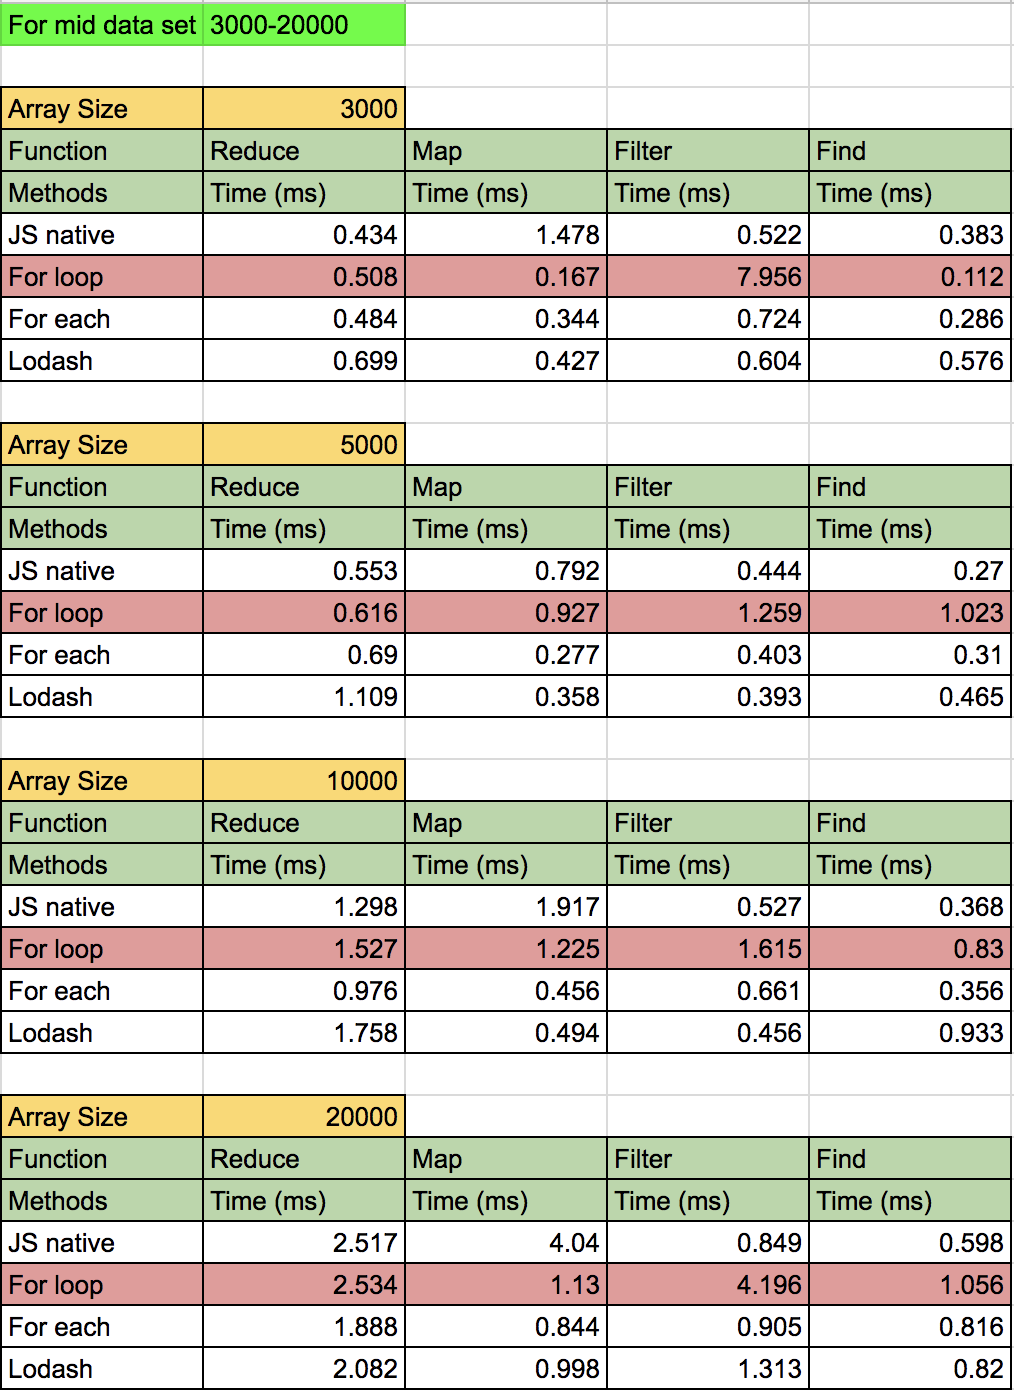 For mid data set 3000-20000
Array Size 3000
Function Reduce Map Filter Find
Methods Time (ms) Time (ms) Time (ms) Time (ms)
JS native 0.434 1.478 0.522 0.383
For loop 0.508 0.167 7.956 0.112
For each 0.484 0.344 0.724 0.286
Lodash 0.699 0.427 0.604 0.576
Array Size 5000
Function Reduce Map Filter Find
Methods Time (ms) Time (ms) Time (ms) Time (ms)
JS native 0.553 0.792 0.444 0.27
For loop 0.616 0.927 1.259 1.023
For each 0.69 0.277 0.403 0.31
Lodash 1.109 0.358 0.393 0.465
Array Size 10000
Function Reduce Map Filter Find
Methods Time (ms) Time (ms) Time (ms) Time (ms)
JS native 1.298 1.917 0.527 0.368
For loop 1.527 1.225 1.615 0.83
For each 0.976 0.456 0.661 0.356
Lodash 1.758 0.494 0.456 0.933
Array Size 20000
Function Reduce Map Filter Find
Methods Time (ms) Time (ms) Time (ms) Time (ms)
JS native 2.517 4.04 0.849 0.598
For loop 2.534 1.13 4.196 1.056
For each 1.888 0.844 0.905 0.816
Lodash 2.082 0.998 1.313 0.82